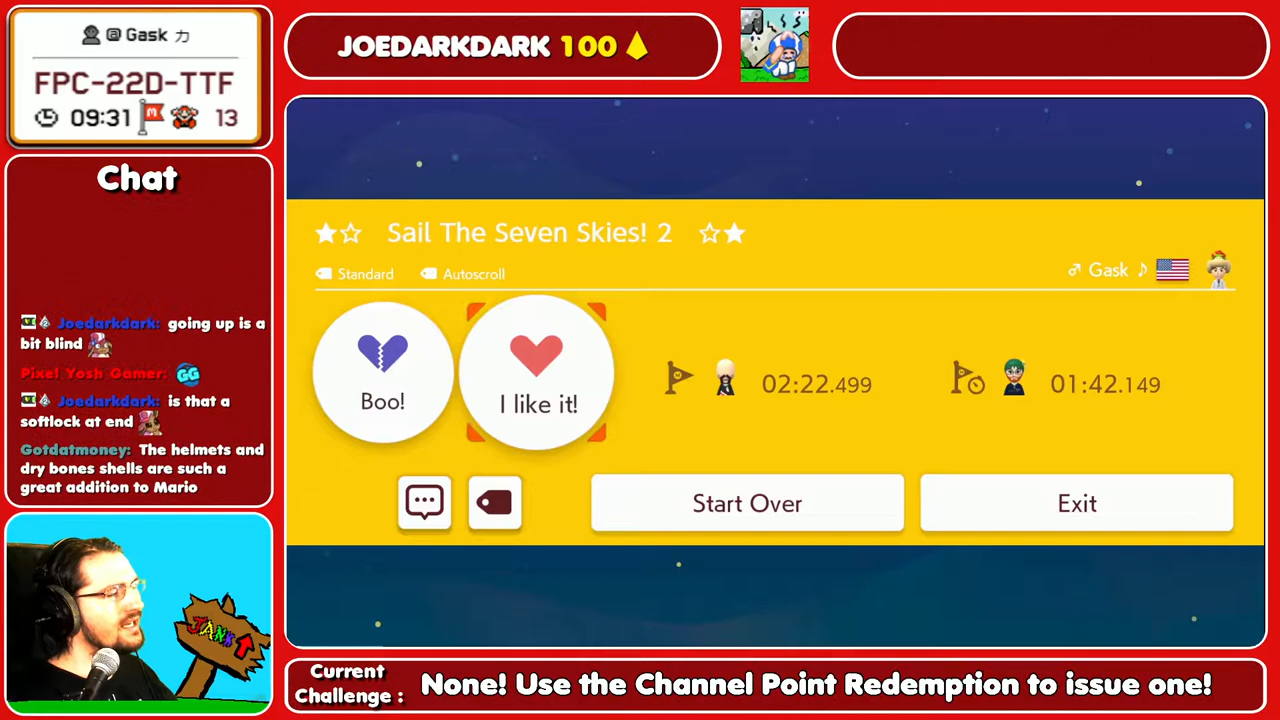 @ Gask カ
FPC-22D-TTF
09:31 M 13
JOEDARKDARK 100
Chat
Joedarkdark: going up is a
bit blind
Pixel Yosh Gamer: GG
Joedarkdark: is that a
softlock at end
Gotdatmoney: The helmets and
dry bones shells are such a
great addition to Mario
★☆ Sail The Seven Skies! 2 ☆★
Standard Autoscroll
♂ Gask ♪
Boo!
I like it!
M 02:22.499
01:42.149
Start Over
Exit
JANK
Current
Challenge :
None! Use the Channel Point Redemption to issue one!